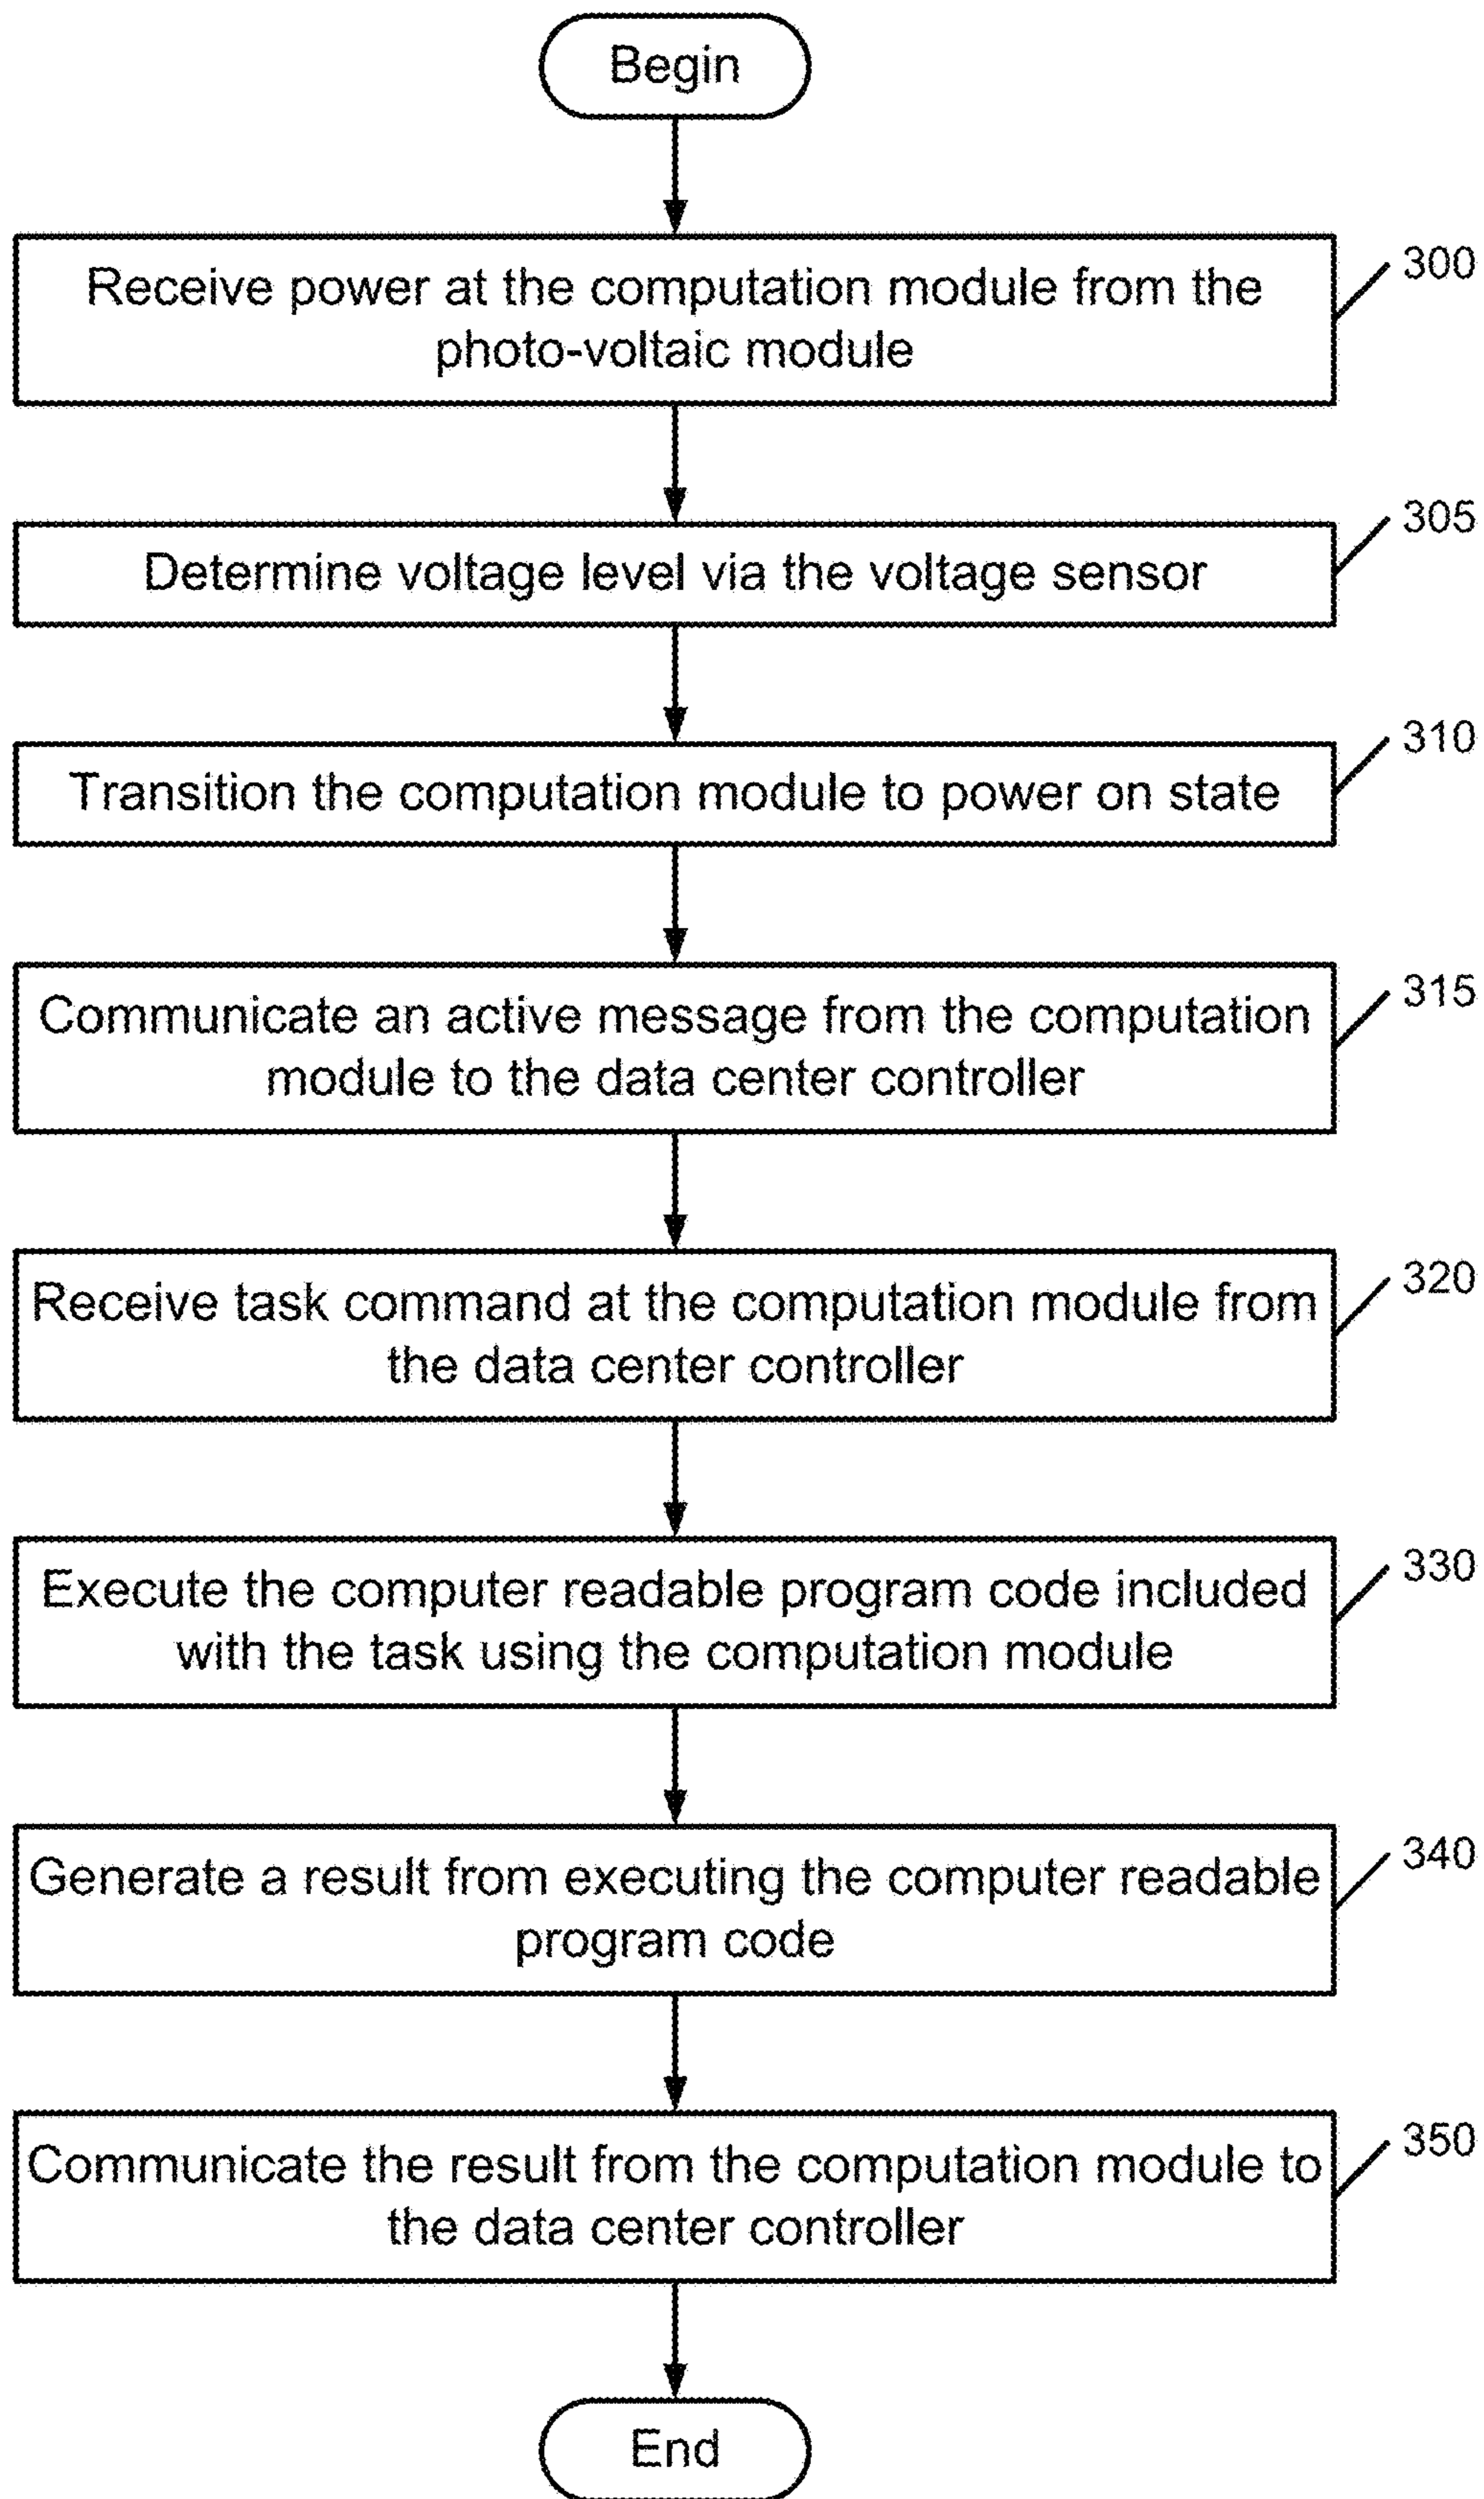 Begin
Receive power at the computation module from the
photo-voltaic module
300
Determine voltage level via the voltage sensor
305
Transition the computation module to power on state
310
Communicate an active message from the computation
module to the data center controller
315
Receive task command at the computation module from
the data center controller
320
Execute the computer readable program code included
with the task using the computation module
330
Generate a result from executing the computer readable
program code
340
Communicate the result from the computation module to
the data center controller
350
End